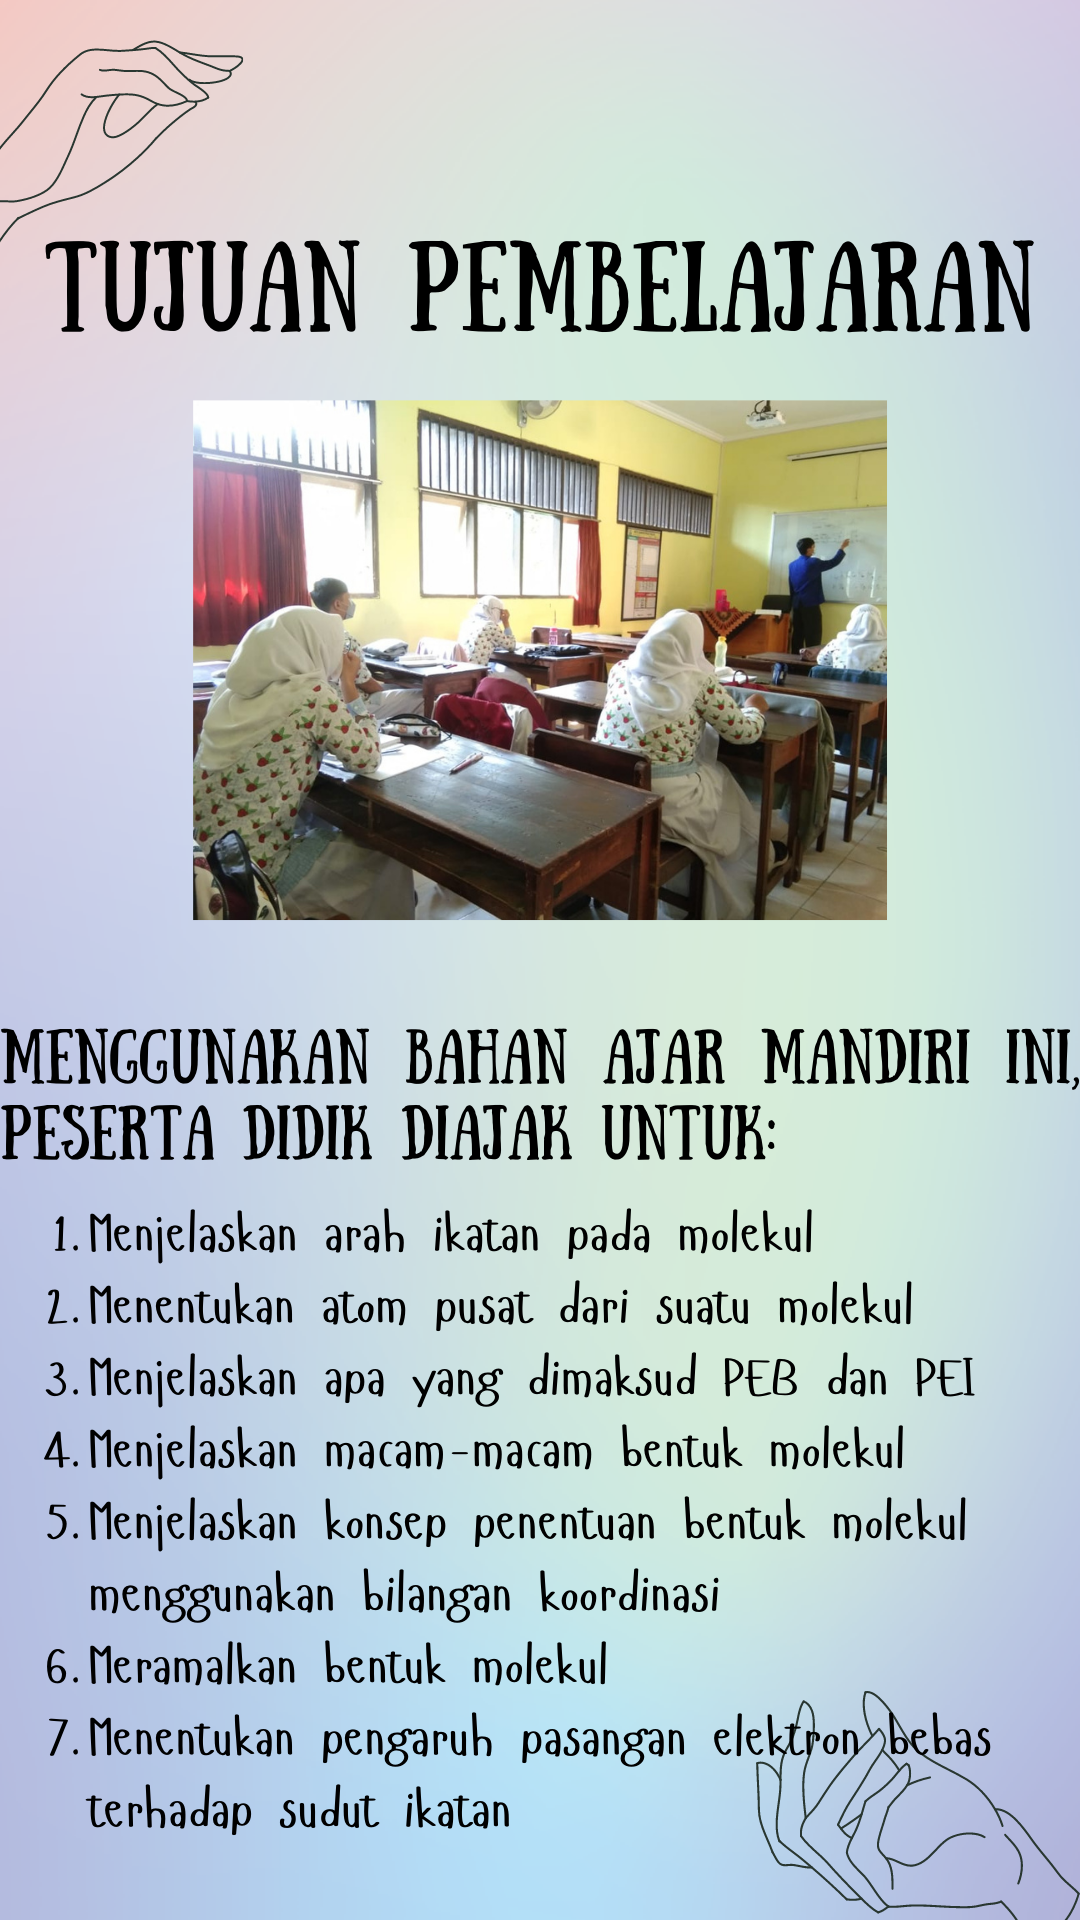 TUJUAN PEMBELAJARAN
MENGGUNAKAN BAHAN AJAR MANDIRI INI,
PESERTA DIDIK DIAJAK UNTUK:
1. Menjelaskan arah ikatan pada molekul
2. Menentukan atom pusat dari suatu molekul
3. Menjelaskan apa yang dimaksud PEB dan PEI
4. Menjelaskan macam-macam bentuk molekul
5. Menjelaskan konsep penentuan bentuk molekul
menggunakan bilangan koordinasi
6. Meramalkan bentuk molekul
7. Menentukan pengaruh pasangan elektron bebas
terhadap sudut ikatan